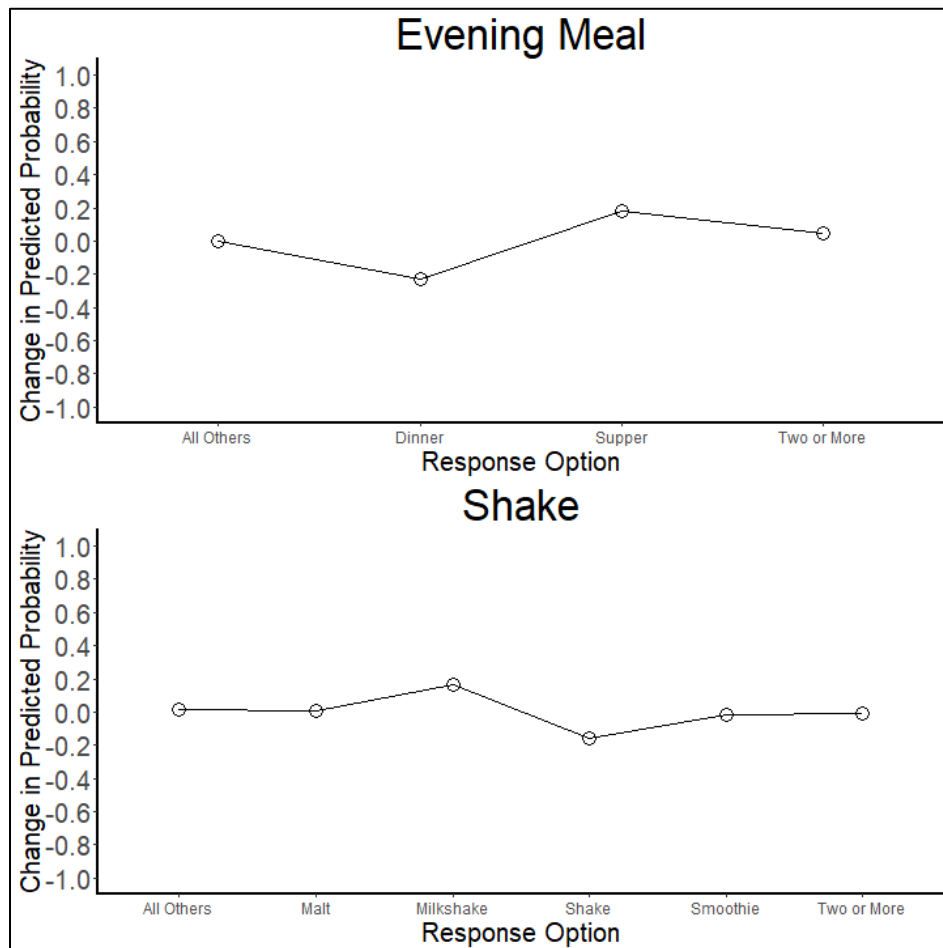 Evening Meal
Change in Predicted Probability
1.0
0.8
0.6
0.4
0.2
0.0
-0.2
-0.4
-0.6
-0.8
-1.0
All Others Dinner Supper Two or More
Response Option
Shake
Change in Predicted Probability
1.0
0.8
0.6
0.4
0.2
0.0
-0.2
-0.4
-0.6
-0.8
-1.0
All Others Malt Milkshake Shake Smoothie Two or More
Response Option